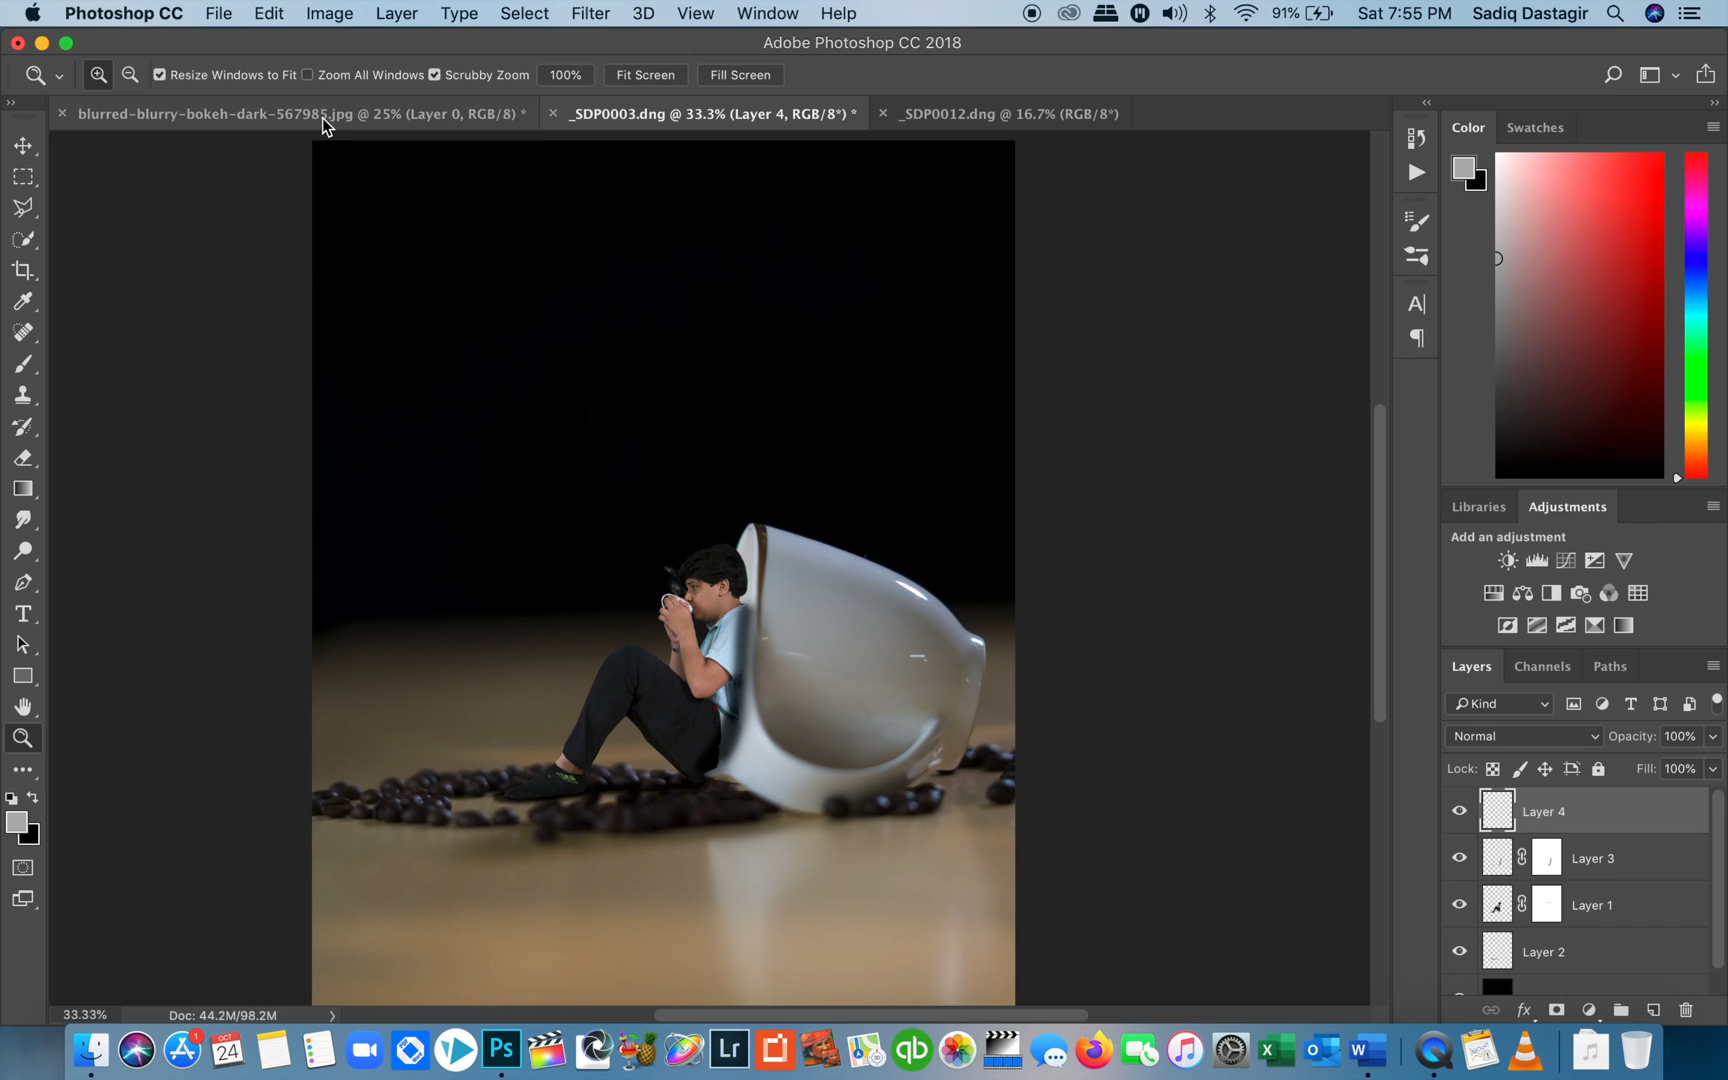 Photoshop CC File Edit Image Layer Type Select Filter 3D View Window Help 91% Sat 7:55 PM Sadiq Dastagir
Adobe Photoshop CC 2018
Resize Windows to Fit Zoom All Windows Scrubby Zoom 100% Fit Screen Fill Screen
blurred-blurry-bokeh-dark-567985.jpg @ 25% (Layer 0, RGB/8) * _SDP0003.dng @ 33.3% (Layer 4, RGB/8*) * _SDP0012.dng @ 16.7% (RGB/8*)
Color Swatches
Libraries Adjustments
Add an adjustment
Layers Channels Paths
Kind
Normal Opacity: 100%
Lock: Fill: 100%
Layer 4
Layer 3
Layer 1
Layer 2
33.33% Doc: 44.2M/98.2M
1 OCT 24 Ps Lr qb X O W